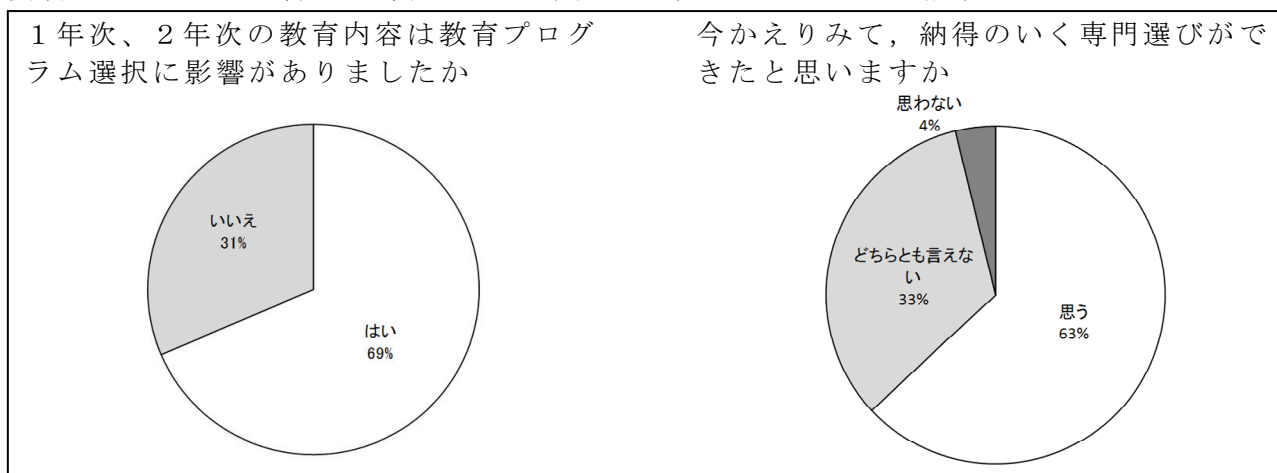 １年次、２年次の教育内容は教育プログ
ラム選択に影響がありましたか
いいえ
31%
はい
69%
今かえりみて，納得のいく専門選びがで
きたと思いますか
思わない
4%
どちらとも言えな
い
33%
思う
63%